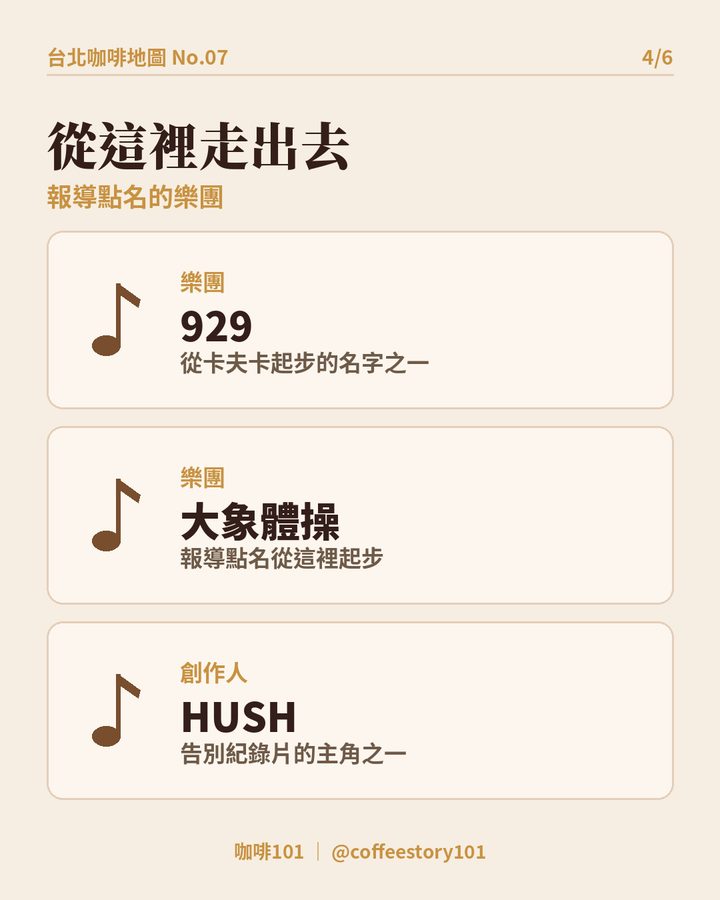 台北咖啡地圖 No.07
4/6
從這裡走出去
報導點名的樂團
樂團
929
從卡夫卡起步的名字之一
樂團
大象體操
報導點名從這裡起步
創作人
HUSH
告別紀錄片的主角之一
咖啡101｜@coffeestory101